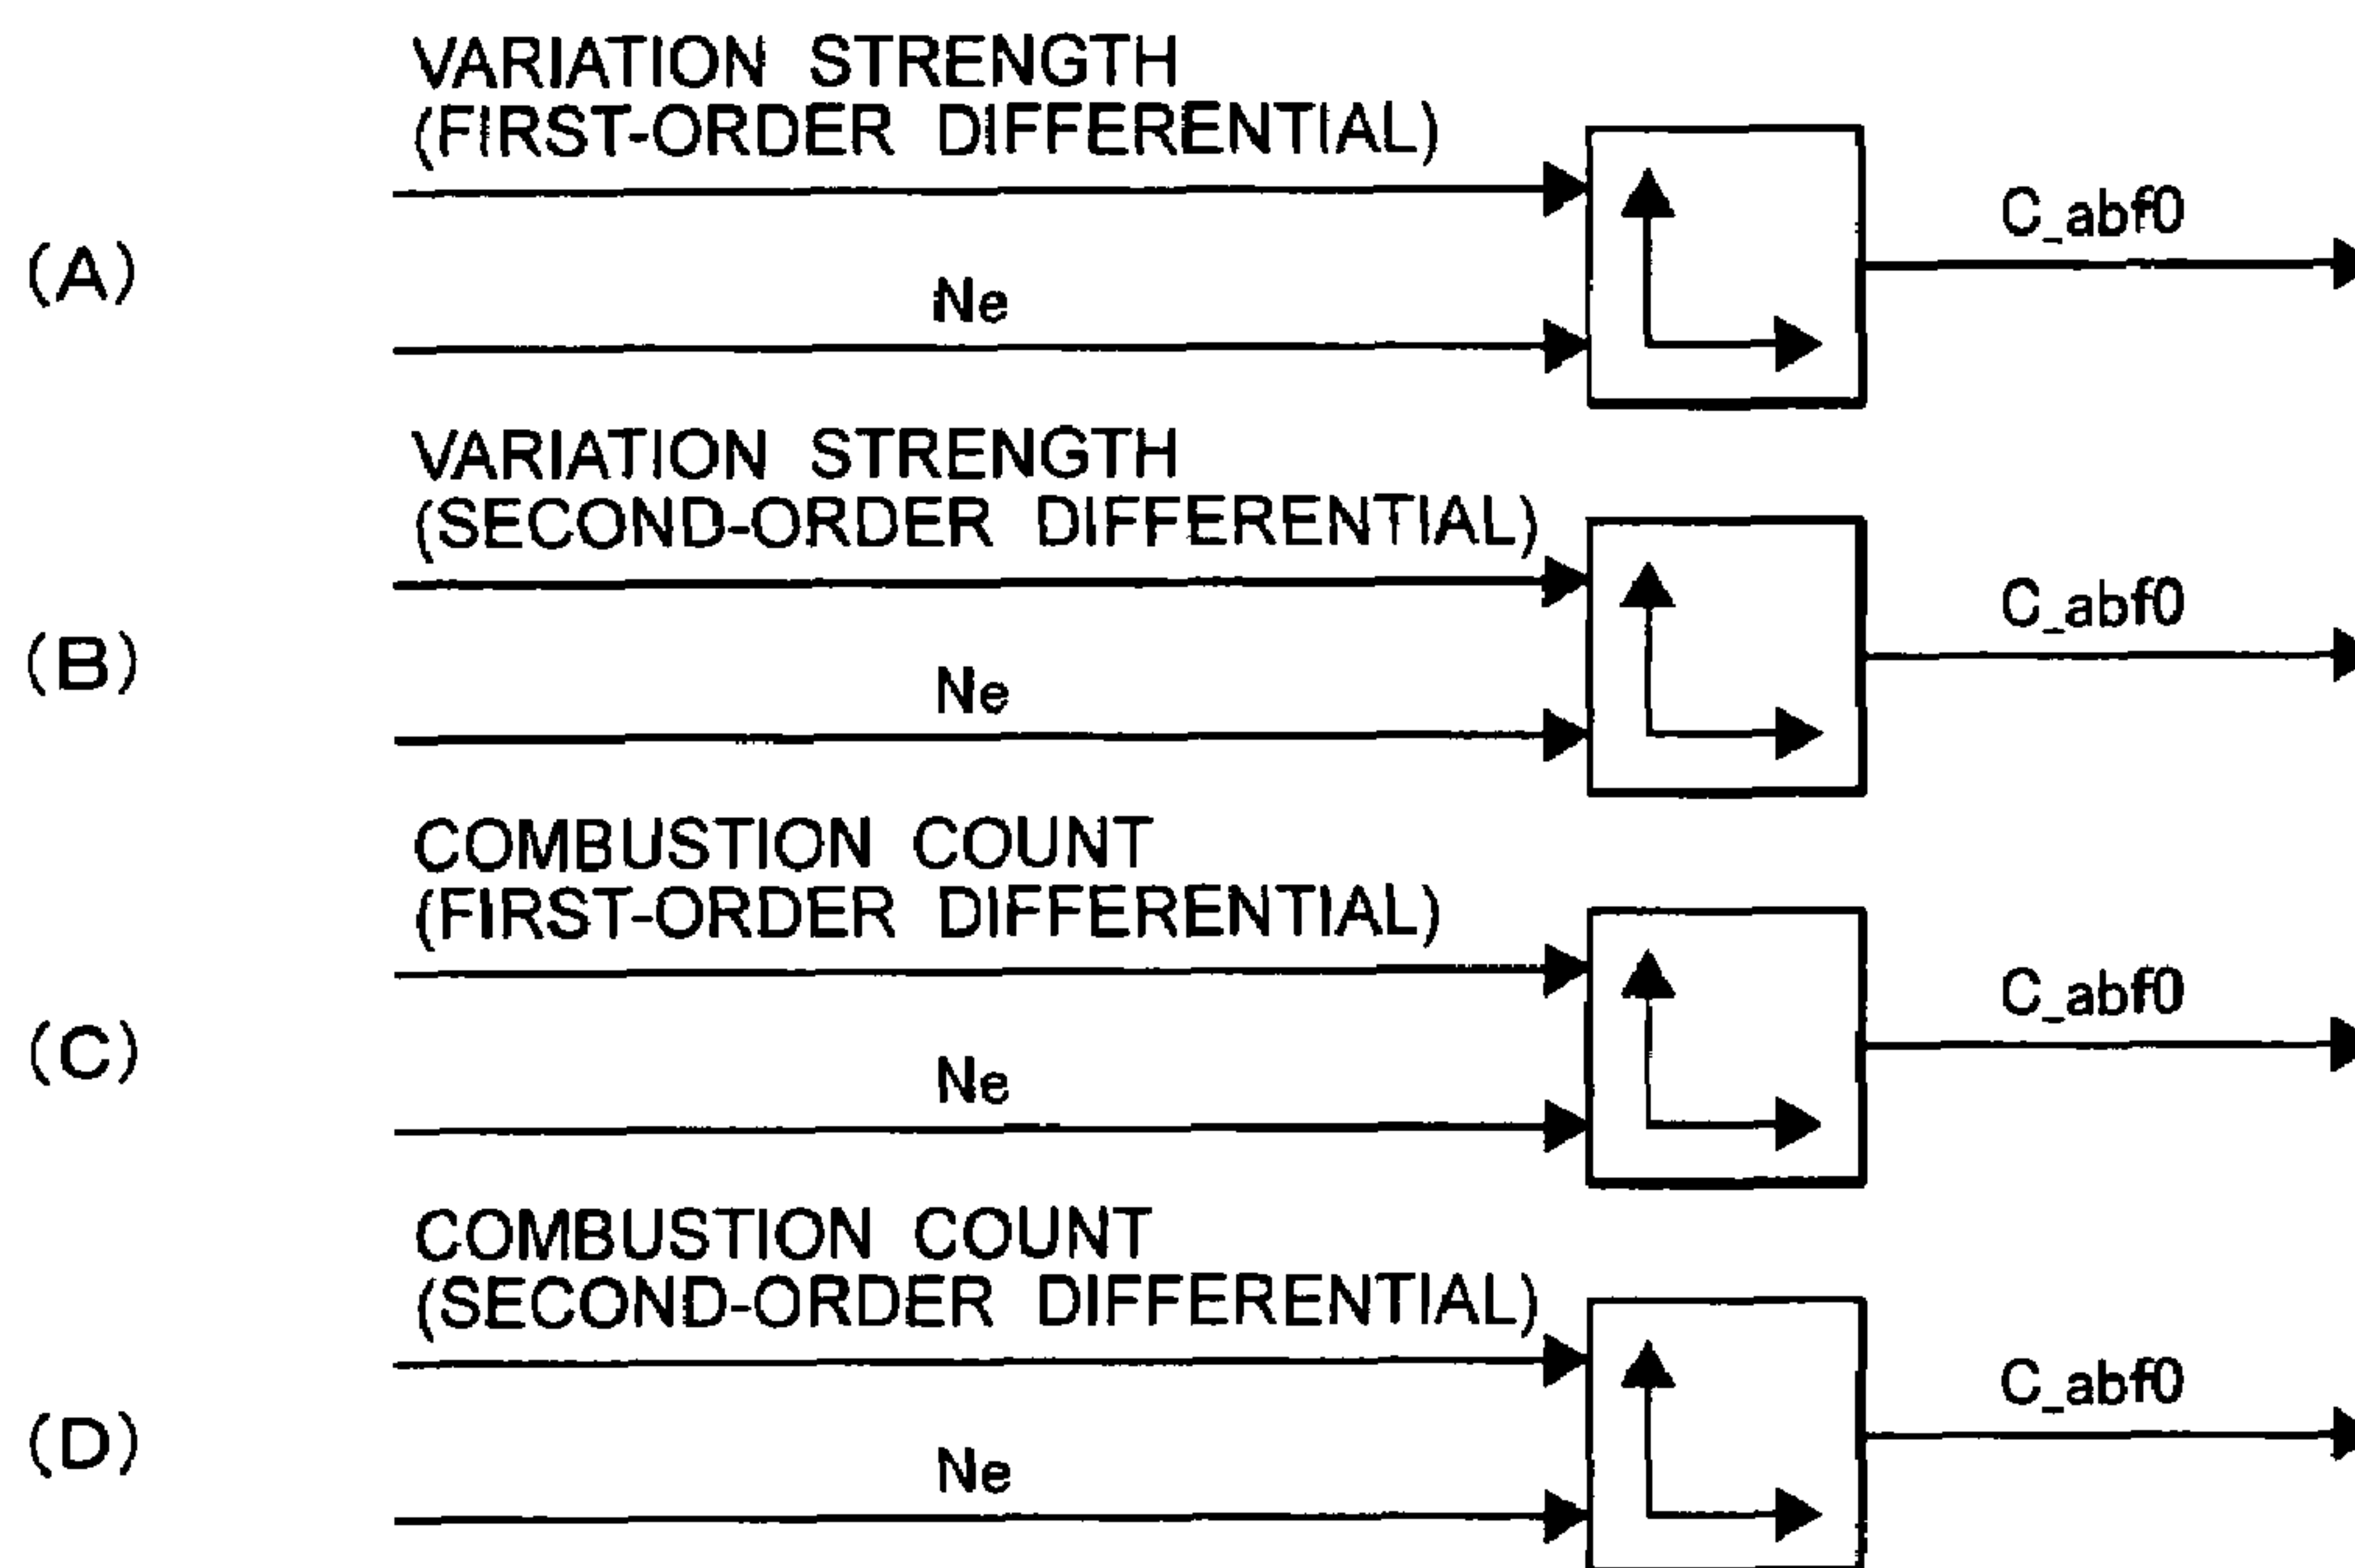 VARIATION STRENGTH
(FIRST-ORDER DIFFERENTIAL)
C_abf0
(A)
Ne
VARIATION STRENGTH
(SECOND-ORDER DIFFERENTIAL)
C_abf0
(B)
Ne
COMBUSTION COUNT
(FIRST-ORDER DIFFERENTIAL)
C_abf0
(C)
Ne
COMBUSTION COUNT
(SECOND-ORDER DIFFERENTIAL)
C_abf0
(D)
Ne